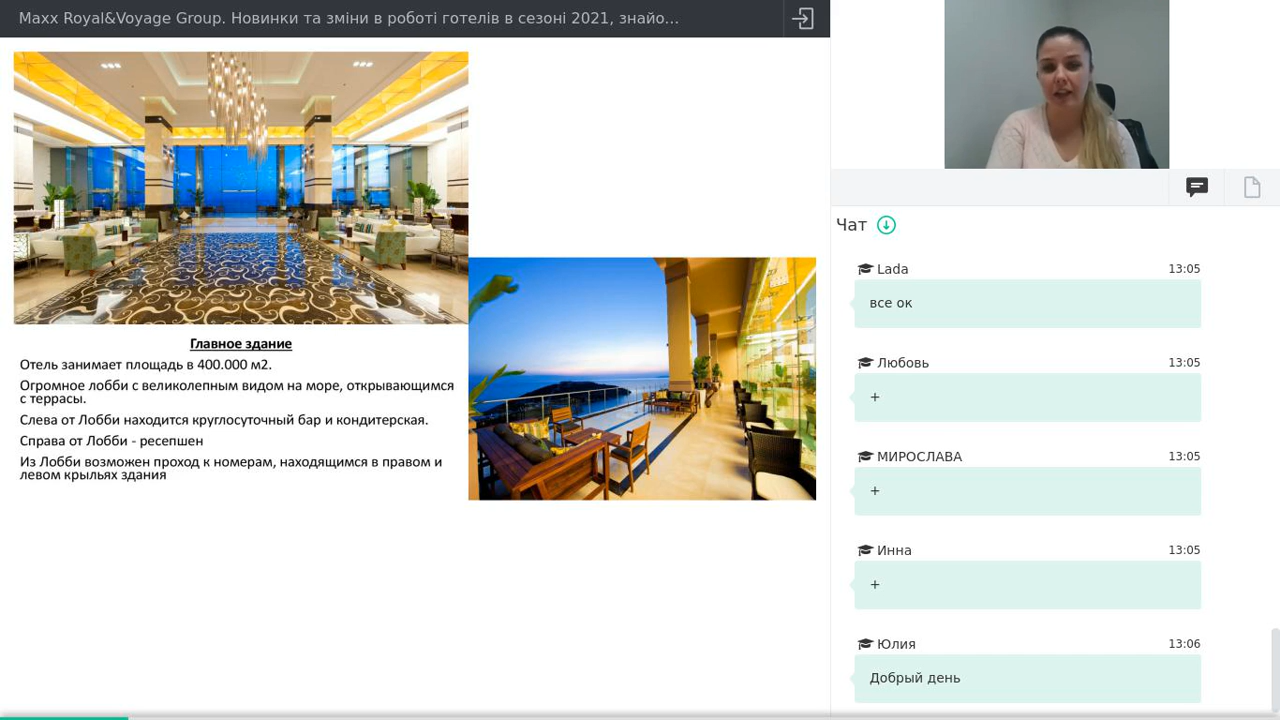 Maxx Royal&Voyage Group. Новинки та зміни в роботі готелів в сезоні 2021, знайо...
Главное здание
Отель занимает площадь в 400.000 м2.
Огромное лобби с великолепным видом на море, открывающимся
с террасы.
Слева от Лобби находится круглосуточный бар и кондитерская.
Справа от Лобби - ресепшен
Из Лобби возможен проход к номерам, находящимся в правом и
левом крыльях здания
Чат
Lada 13:05
все ок
Любовь 13:05
+
МИРОСЛАВА 13:05
+
Инна 13:05
+
Юлия 13:06
Добрый день